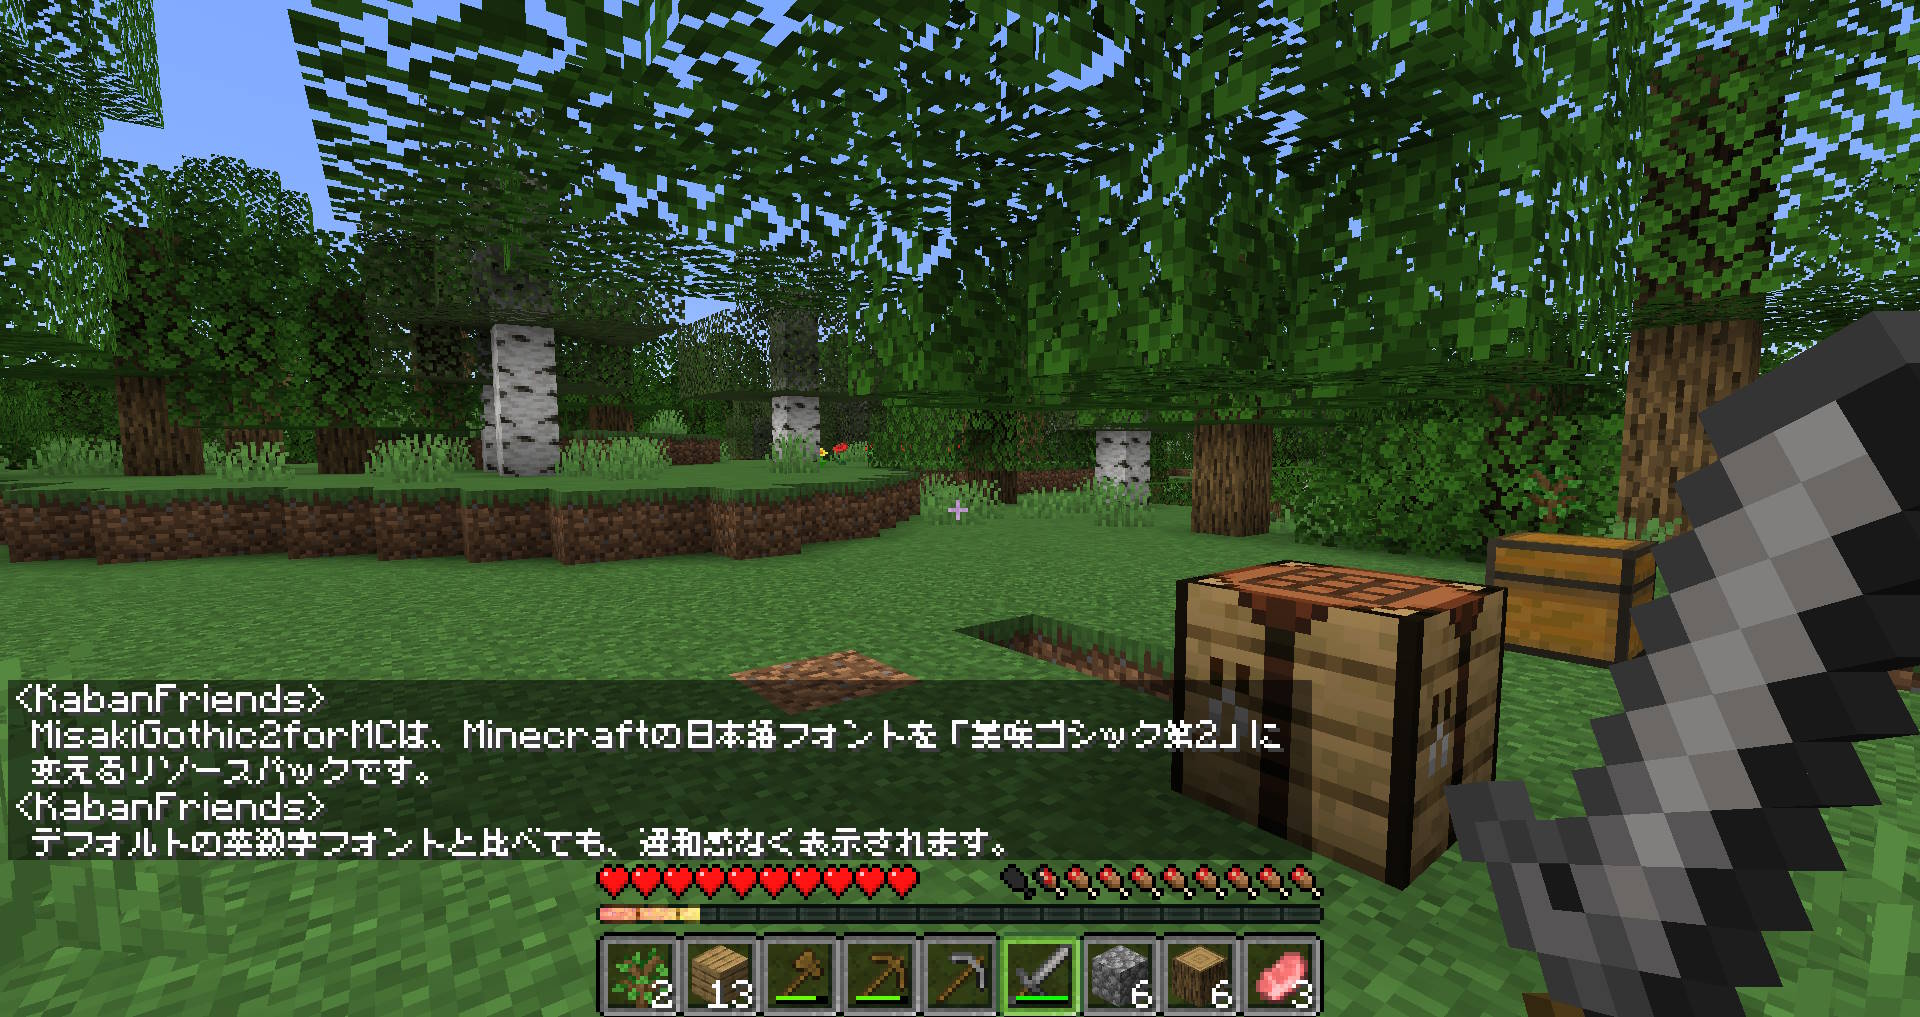 <KabanFriends>
MisakiGothic2forMCは、Minecraftの日本語フォントを「美咲ゴシック第2」に
変えるリソースパックです。
<KabanFriends>
デフォルトの英数字フォントと比べても、違和感なく表示されます。
2 13 6 6 3